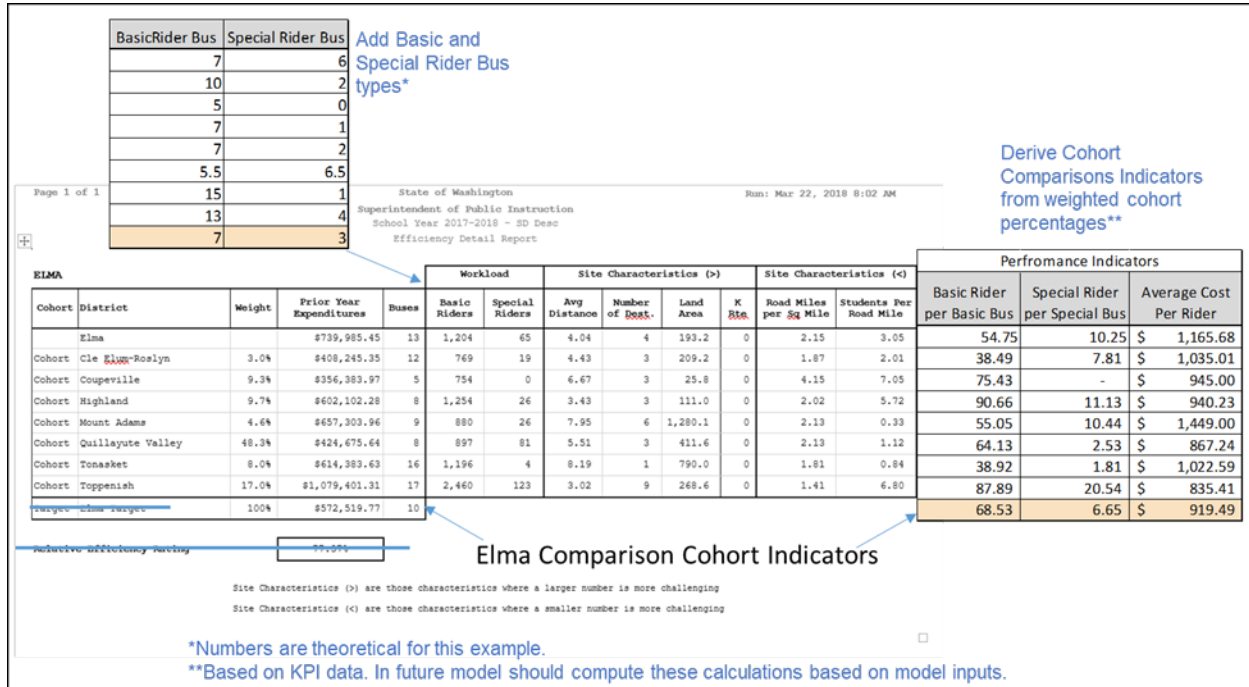 BasicRider Bus Special Rider Bus
7 6
10 2
5 0
7 1
7 2
5.5 6.5
15 1
13 4
7 3
Add Basic and
Special Rider Bus
types*
Derive Cohort
Comparisons Indicators
from weighted cohort
percentages**
Page 1 of 1 State of Washington Run: Mar 22, 2018 8:02 AM
Superintendent of Public Instruction
School Year 2017-2018 - SD Desc
Efficiency Detail Report
ELMA Workload Site Characteristics (>) Site Characteristics (<) Perfromance Indicators
Cohort District Weight Prior Year Expenditures Buses Basic Riders Special Riders Avg Distance Number of Dest. Land Area K Rte Road Miles per Sq Mile Students Per Road Mile Basic Rider per Basic Bus Special Rider per Special Bus Average Cost Per Rider
Elma $739,985.45 13 1,204 65 4.04 4 193.2 0 2.15 3.05 54.75 10.25 $ 1,165.68
Cohort Cle Elum-Roslyn 3.0% $408,245.35 12 769 19 4.43 3 209.2 0 1.87 2.01 38.49 7.81 $ 1,035.01
Cohort Coupeville 9.3% $356,383.97 5 754 0 6.67 3 25.8 0 4.15 7.05 75.43 - $ 945.00
Cohort Highland 9.7% $602,102.28 8 1,254 26 3.43 3 111.0 0 2.02 5.72 90.66 11.13 $ 940.23
Cohort Mount Adams 4.6% $657,303.96 9 880 26 7.95 6 1,280.1 0 2.13 0.33 55.05 10.44 $ 1,449.00
Cohort Quillayute Valley 48.3% $424,675.64 8 897 81 5.51 3 411.6 0 2.13 1.12 64.13 2.53 $ 867.24
Cohort Tonasket 8.0% $614,383.63 16 1,196 4 8.19 1 790.0 0 1.81 0.84 38.92 1.81 $ 1,022.59
Cohort Toppenish 17.0% $1,079,401.31 17 2,460 123 3.02 9 268.6 0 1.41 6.80 87.89 20.54 $ 835.41
Target Elma Target 100% $572,519.77 10 68.53 6.65 $ 919.49
Relative Efficiency Rating
Elma Comparison Cohort Indicators
Site Characteristics (>) are those characteristics where a larger number is more challenging
Site Characteristics (<) are those characteristics where a smaller number is more challenging
*Numbers are theoretical for this example.
**Based on KPI data. In future model should compute these calculations based on model inputs.